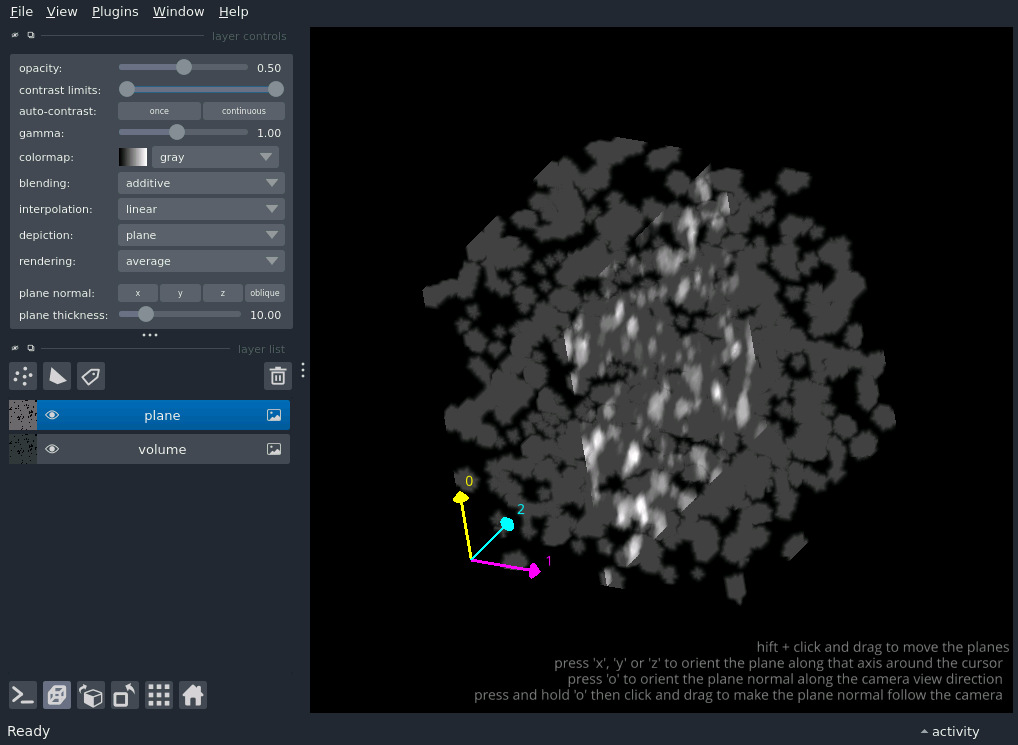 File View Plugins Window Help
layer controls
opacity: 0.50
contrast limits:
auto-contrast: once continuous
gamma: 1.00
colormap: gray
blending: additive
interpolation: linear
depiction: plane
rendering: average
plane normal: x y z oblique
plane thickness: 10.00
layer list
plane
volume
0
2
1
hift + click and drag to move the planes
press 'x', 'y' or 'z' to orient the plane along that axis around the cursor
press 'o' to orient the plane normal along the camera view direction
press and hold 'o' then click and drag to make the plane normal follow the camera
Ready
activity